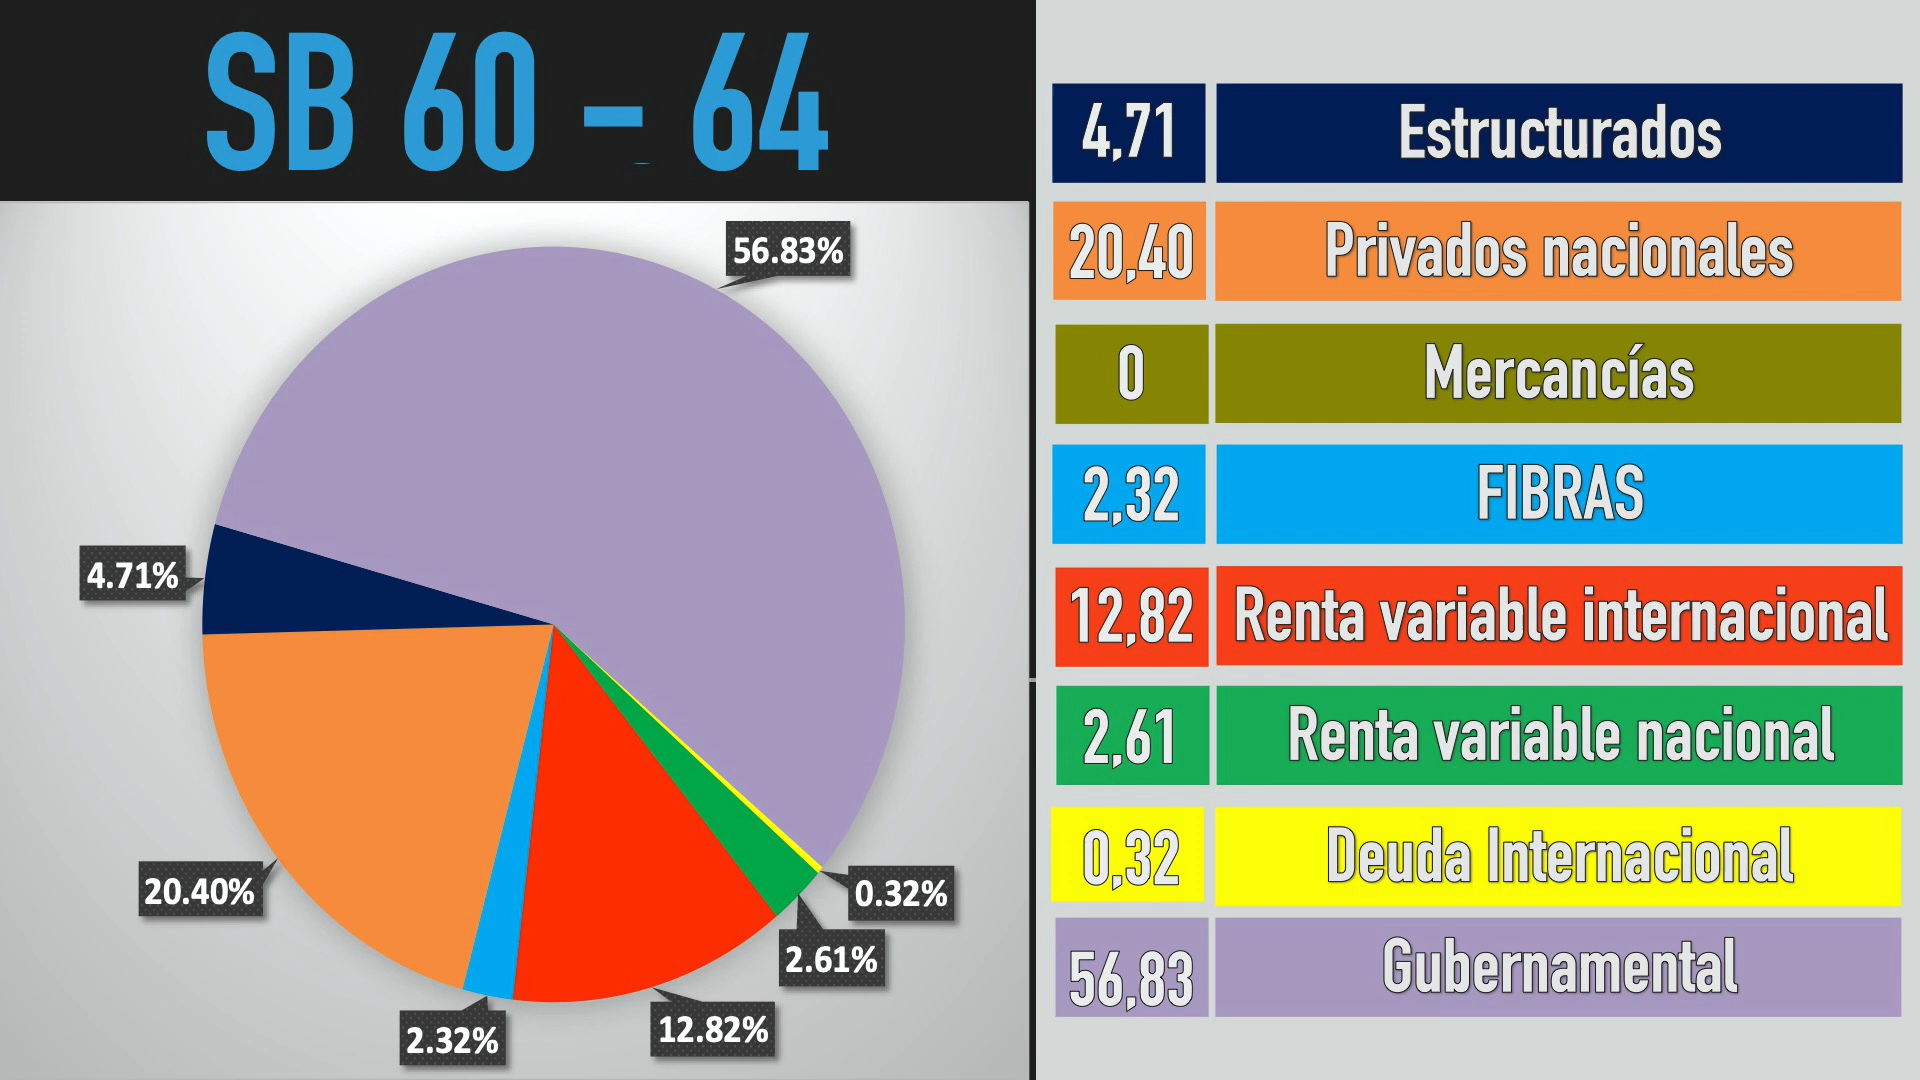 SB 60 - 64
56.83%
4.71%
20.40%
2.32%
12.82%
2.61%
0.32%
4,71 Estructurados
20,40 Privados nacionales
0 Mercancías
2,32 FIBRAS
12,82 Renta variable internacional
2,61 Renta variable nacional
0,32 Deuda Internacional
56,83 Gubernamental